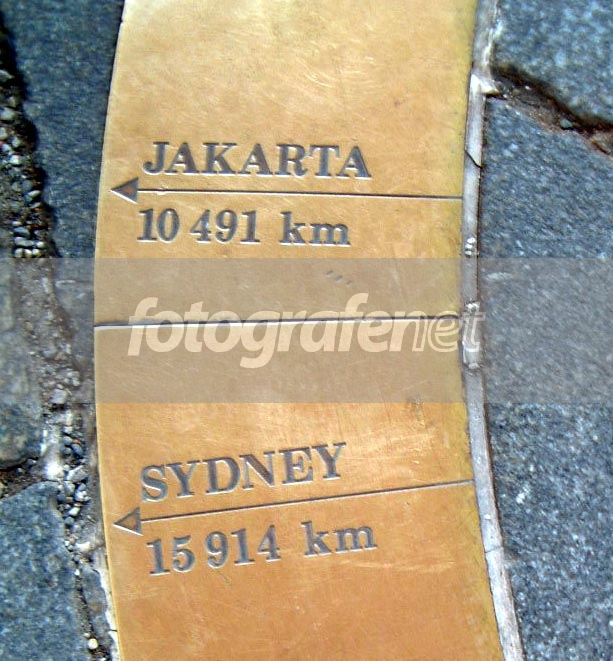 JAKARTA
10 491 km
fotografenet
SYDNEY
15 914 km